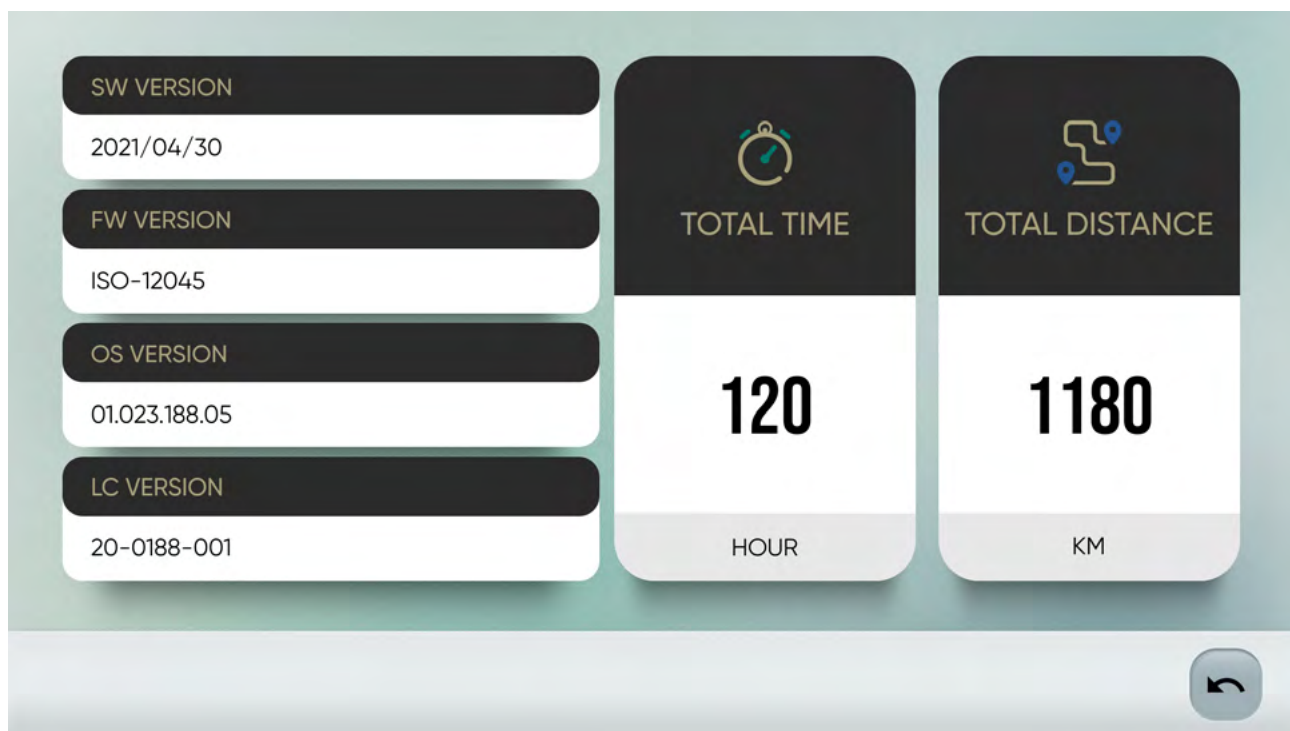 SW VERSION
2021/04/30
FW VERSION
ISO-12045
OS VERSION
01.023.188.05
LC VERSION
20-0188-001
TOTAL TIME
120
HOUR
TOTAL DISTANCE
1180
KM